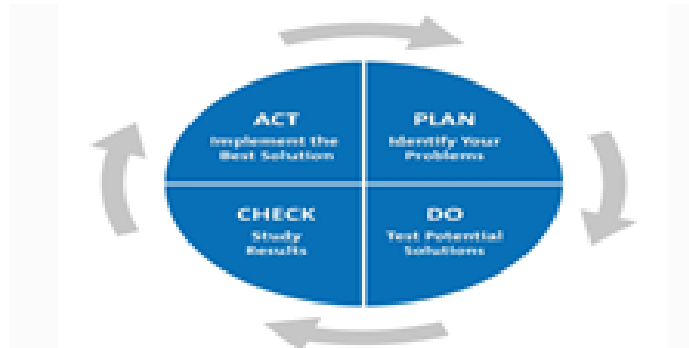 ACT
Implement the
Best Solution
PLAN
Identify Your
Problems
CHECK
Study
Results
DO
Test Potential
Solutions